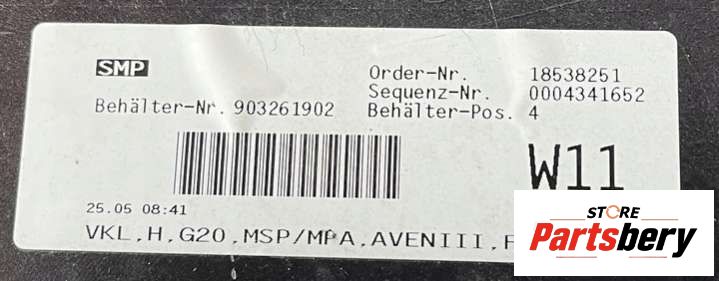 SMP
Order-Nr. 18538251
Sequenz-Nr. 0004341652
Behälter-Nr. 903261902 Behälter-Pos. 4
W11
25.05 08:41
VKL,H,G20,MSP/MPA,AVENIII,
STORE
Partsbery